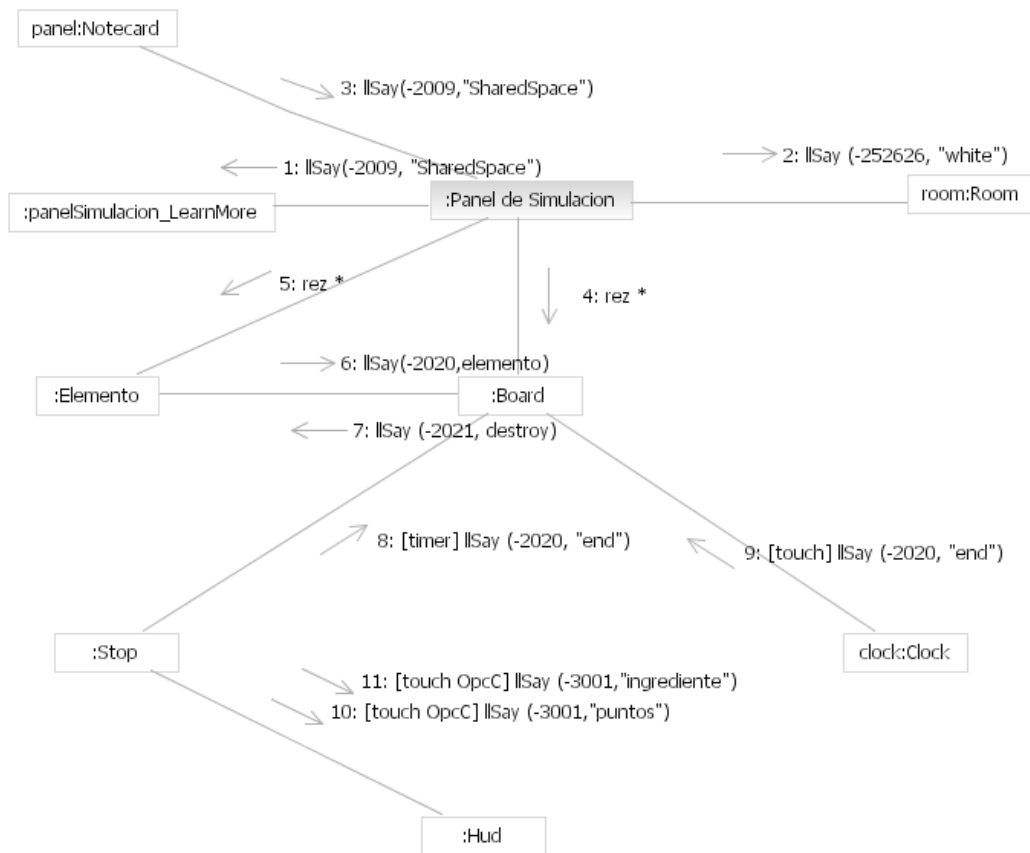 panel:Notecard
3: llSay(-2009,"SharedSpace")
1: llSay(-2009, "SharedSpace")
2: llSay (-252626, "white")
:panelSimulacion_LearnMore
:Panel de Simulacion
room:Room
5: rez *
4: rez *
6: llSay(-2020,elemento)
:Elemento
:Board
7: llSay (-2021, destroy)
8: [timer] llSay (-2020, "end")
9: [touch] llSay (-2020, "end")
:Stop
clock:Clock
11: [touch OpcC] llSay (-3001,"ingrediente")
10: [touch OpcC] llSay (-3001,"puntos")
:Hud